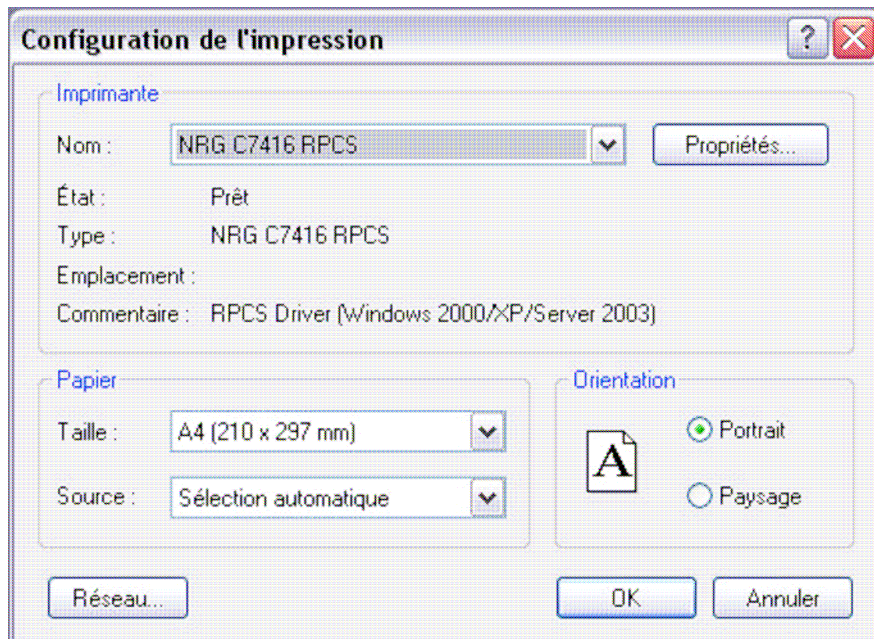 Configuration de l'impression
Imprimante
Nom : NRG C7416 RPCS Propriétés...
État : Prêt
Type : NRG C7416 RPCS
Emplacement :
Commentaire : RPCS Driver (Windows 2000/XP/Server 2003)
Papier
Taille : A4 (210 x 297 mm)
Source : Sélection automatique
Orientation
A
Portrait
Paysage
Réseau... OK Annuler